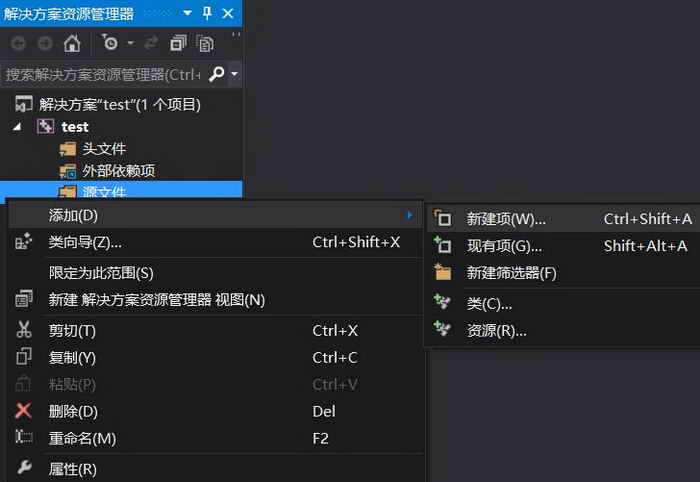 解决方案资源管理器
搜索解决方案资源管理器(Ctrl+
解决方案"test"(1 个项目)
test
头文件
外部依赖项
源文件
添加(D)
类向导(Z)... Ctrl+Shift+X
限定为此范围(S)
新建 解决方案资源管理器 视图(N)
剪切(T) Ctrl+X
复制(Y) Ctrl+C
粘贴(P) Ctrl+V
删除(D) Del
重命名(M) F2
属性(R)
新建项(W)... Ctrl+Shift+A
现有项(G)... Shift+Alt+A
新建筛选器(F)
类(C)...
资源(R)...